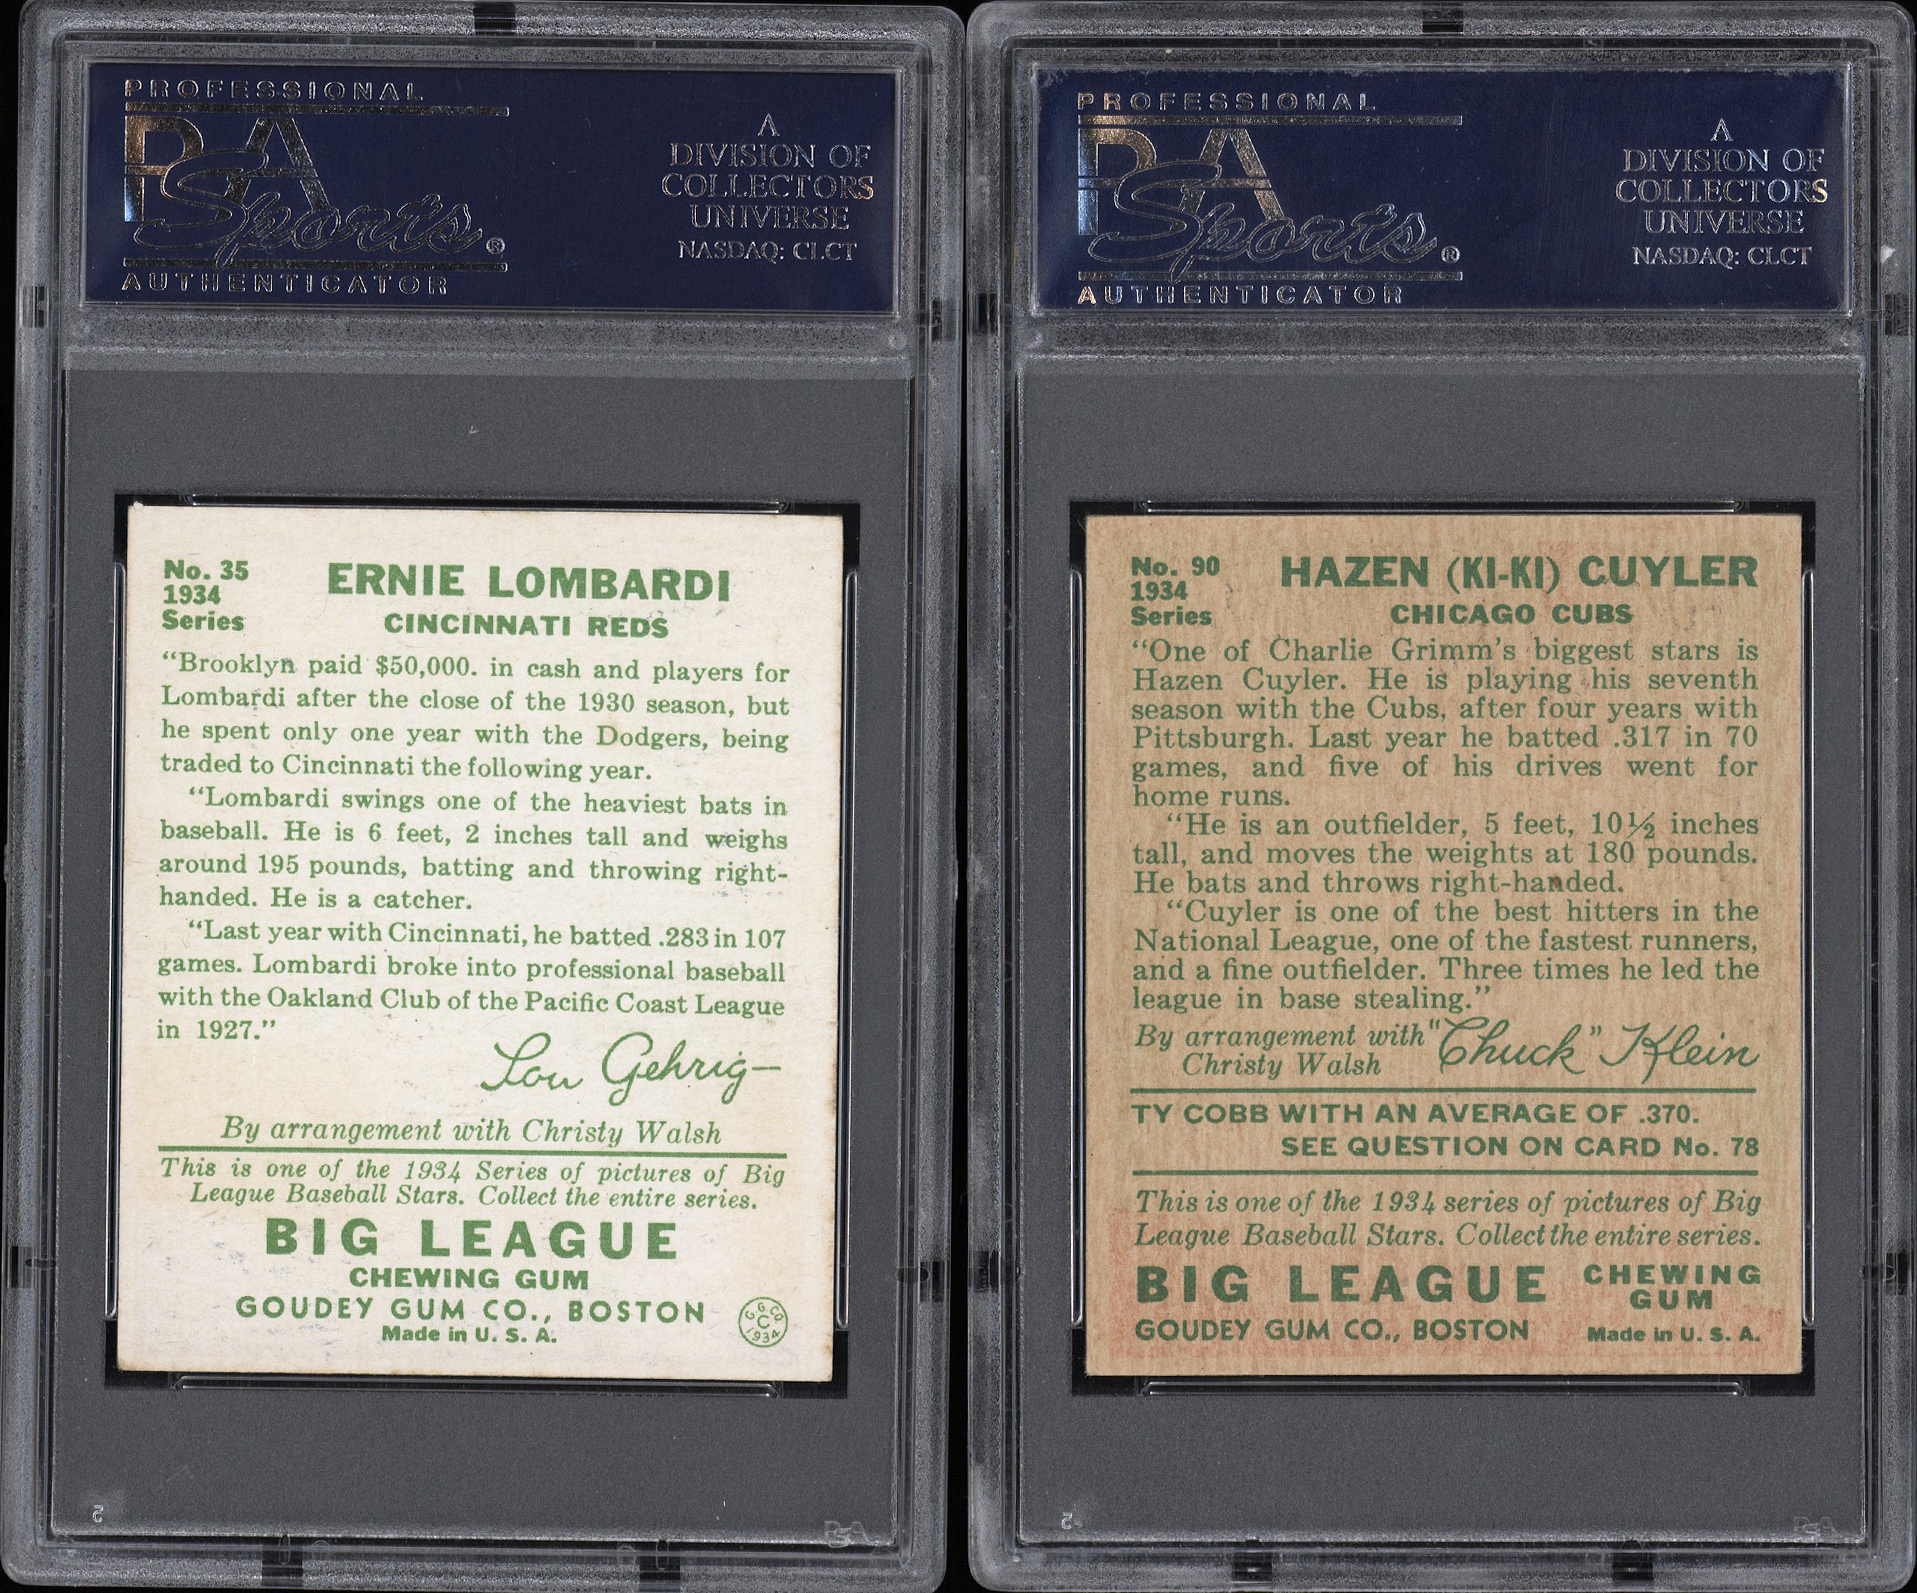 PROFESSIONAL
PSA
Sports®
AUTHENTICATOR
A
DIVISION OF
COLLECTORS
UNIVERSE
NASDAQ: CLCT
No. 35
1934
Series
ERNIE LOMBARDI
CINCINNATI REDS
“Brooklyn paid $50,000. in cash and players for
Lombardi after the close of the 1930 season, but
he spent only one year with the Dodgers, being
traded to Cincinnati the following year.
“Lombardi swings one of the heaviest bats in
baseball. He is 6 feet, 2 inches tall and weighs
around 195 pounds, batting and throwing right-
handed. He is a catcher.
“Last year with Cincinnati, he batted .283 in 107
games. Lombardi broke into professional baseball
with the Oakland Club of the Pacific Coast League
in 1927.”
Lou Gehrig
By arrangement with Christy Walsh
This is one of the 1934 Series of pictures of Big
League Baseball Stars. Collect the entire series.
BIG LEAGUE
CHEWING GUM
GOUDEY GUM CO., BOSTON
Made in U. S. A.
G.G.CO.
C
1934
PSA
PROFESSIONAL
PSA
Sports®
AUTHENTICATOR
A
DIVISION OF
COLLECTORS
UNIVERSE
NASDAQ: CLCT
No. 90
1934
Series
HAZEN (KI-KI) CUYLER
CHICAGO CUBS
“One of Charlie Grimm's biggest stars is
Hazen Cuyler. He is playing his seventh
season with the Cubs, after four years with
Pittsburgh. Last year he batted .317 in 70
games, and five of his drives went for
home runs.
“He is an outfielder, 5 feet, 10½ inches
tall, and moves the weights at 180 pounds.
He bats and throws right-handed.
“Cuyler is one of the best hitters in the
National League, one of the fastest runners,
and a fine outfielder. Three times he led the
league in base stealing.”
By arrangement with
Christy Walsh
"Chuck" Klein
TY COBB WITH AN AVERAGE OF .370.
SEE QUESTION ON CARD No. 78
This is one of the 1934 series of pictures of Big
League Baseball Stars. Collect the entire series.
BIG LEAGUE CHEWING GUM
GOUDEY GUM CO., BOSTON Made in U. S. A.
PSA